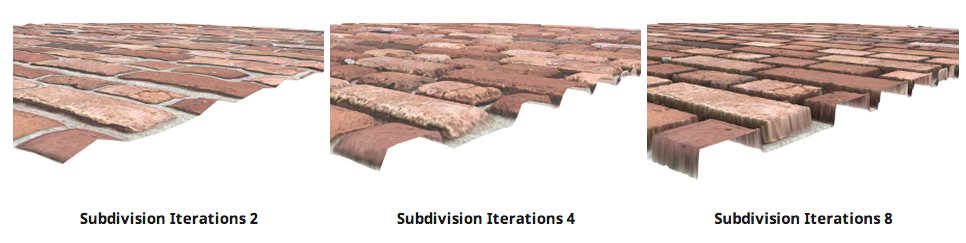 Subdivision Iterations 2
Subdivision Iterations 4
Subdivision Iterations 8